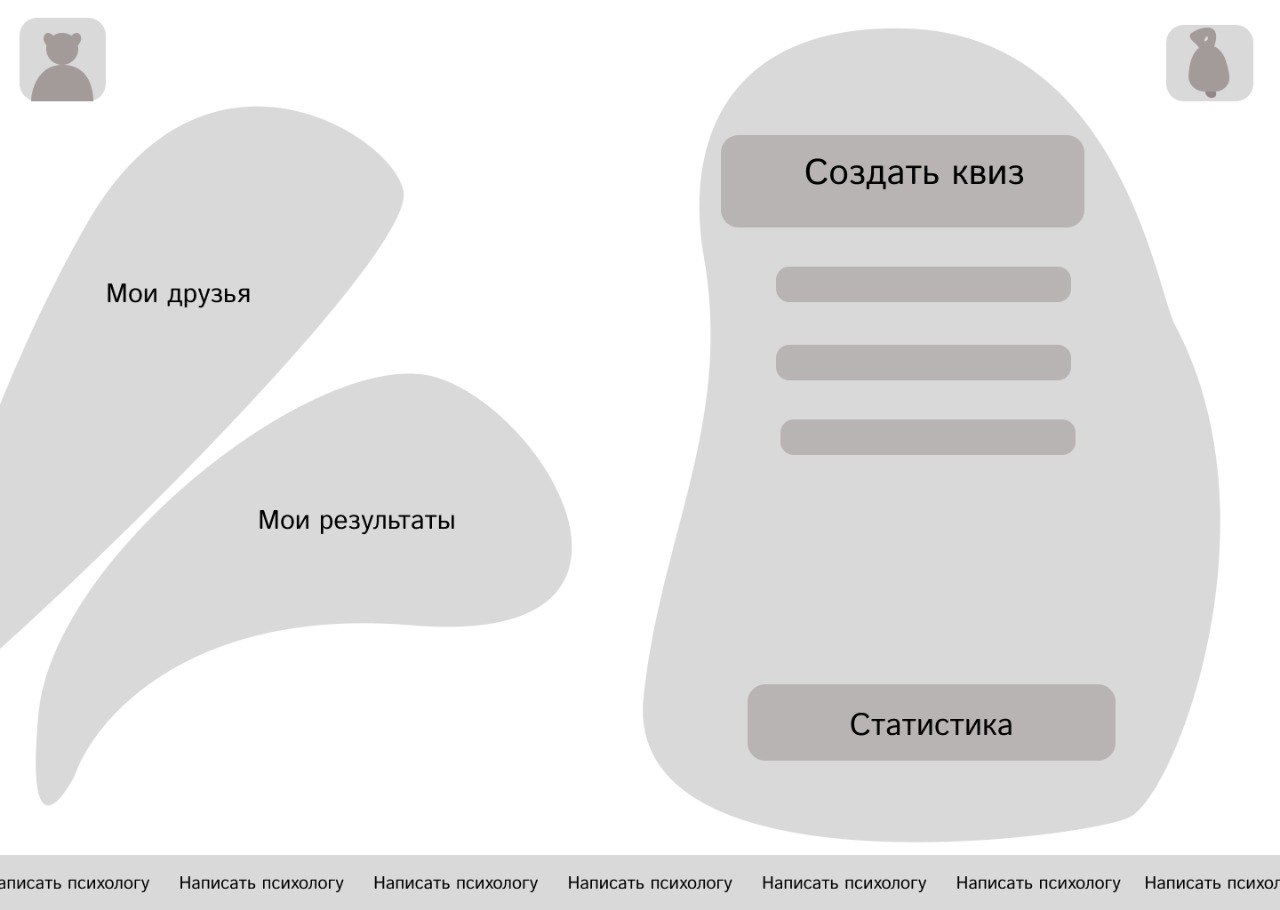 Создать квиз
Мои друзья
Мои результаты
Статистика
аписать психологу Написать психологу Написать психологу Написать психологу Написать психологу Написать психологу Написать психол